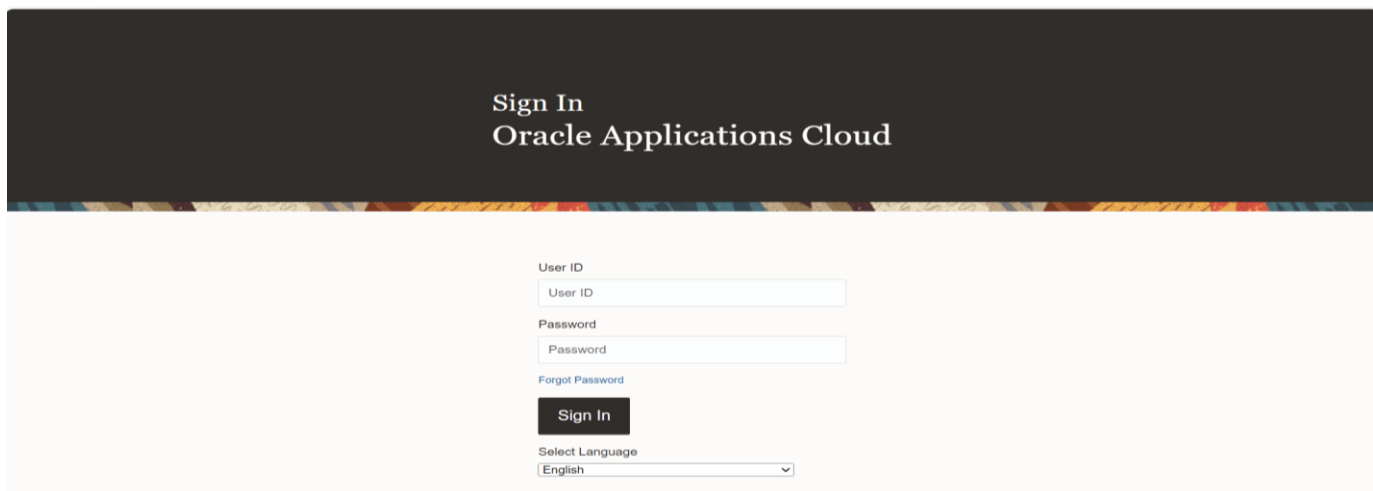 Sign In
Oracle Applications Cloud
User ID
User ID
Password
Password
Forgot Password
Sign In
Select Language
English